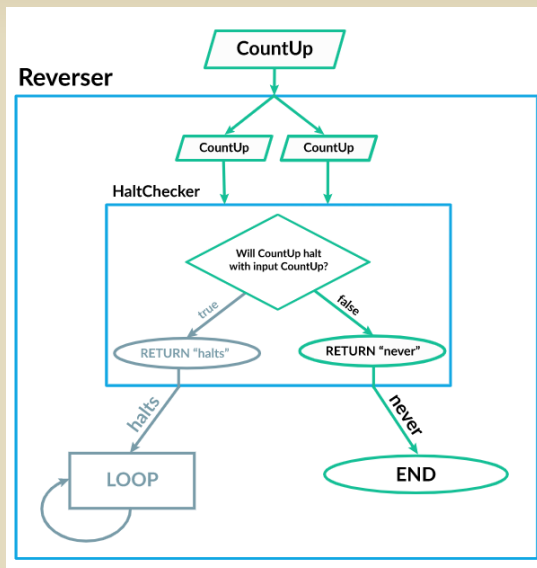 CountUp
Reverser
CountUp
CountUp
HaltChecker
Will CountUp halt
with input CountUp?
true
false
RETURN “halts”
RETURN “never”
halts
never
LOOP
END